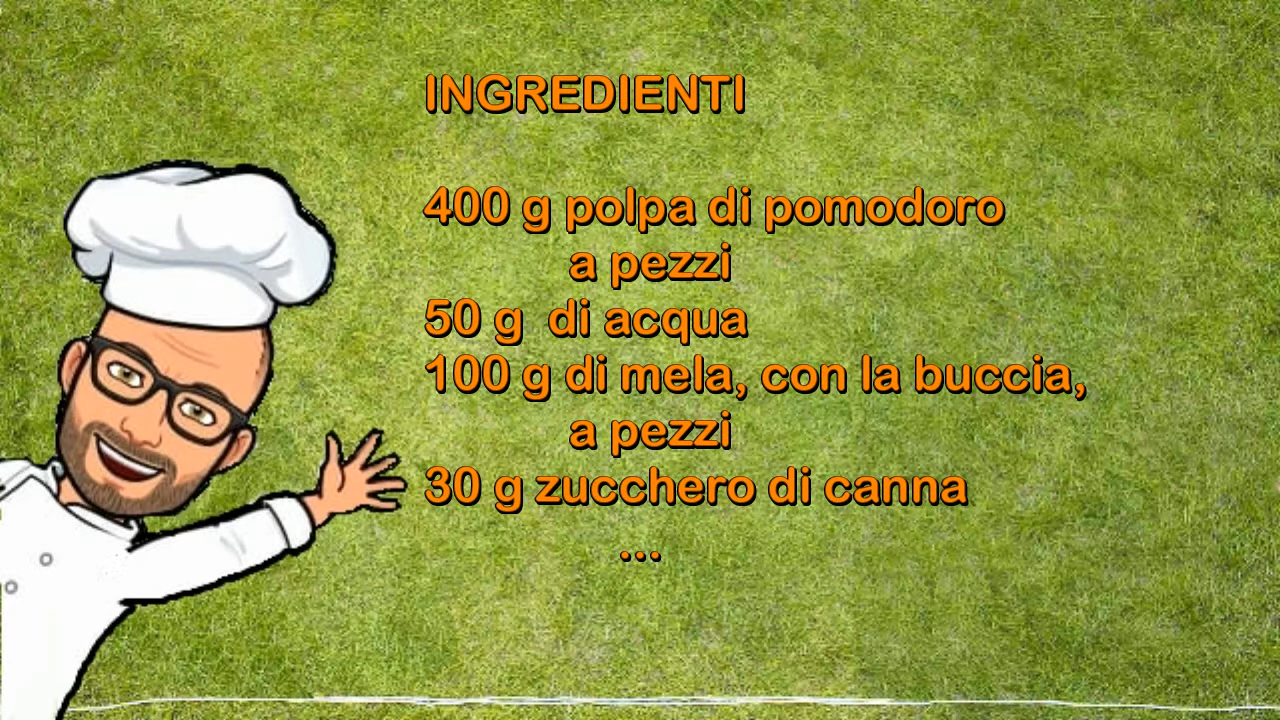 INGREDIENTI
400 g polpa di pomodoro
a pezzi
50 g di acqua
100 g di mela, con la buccia,
a pezzi
30 g zucchero di canna
...